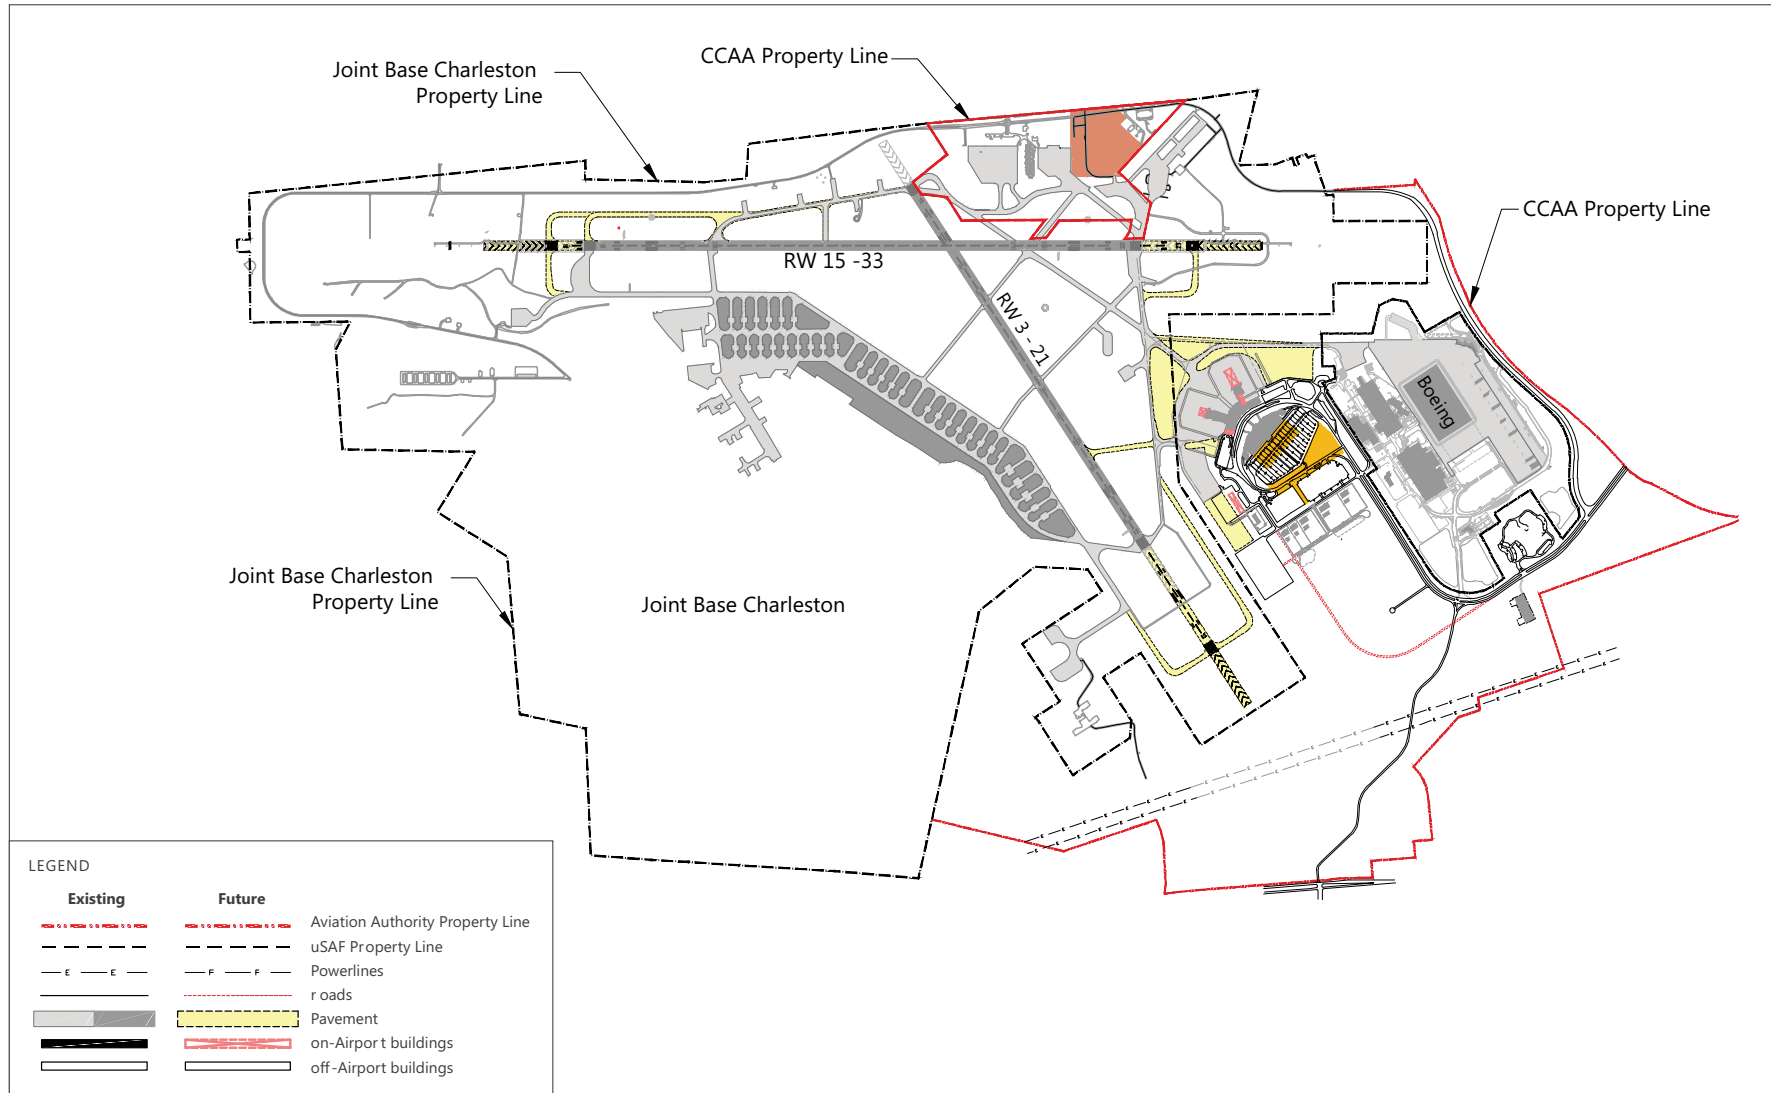 CCAA Property Line
Joint Base Charleston
Property Line
CCAA Property Line
RW 15 -33
RW 3 - 21
Boeing
Joint Base Charleston
Property Line
Joint Base Charleston
LEGEND
Existing Future
Aviation Authority Property Line
uSAF Property Line
E E F F Powerlines
r oads
Pavement
on-Airport buildings
off-Airport buildings